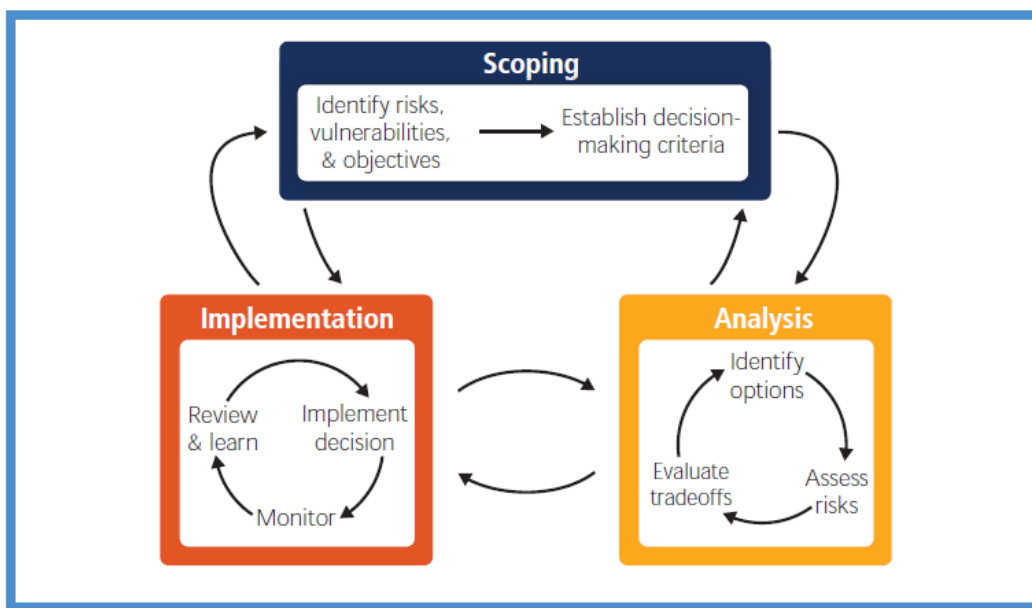 Scoping
Identify risks,
vulnerabilities,
& objectives
Establish decision-
making criteria
Implementation
Review
& learn
Implement
decision
Monitor
Analysis
Identify
options
Evaluate
tradeoffs
Assess
risks